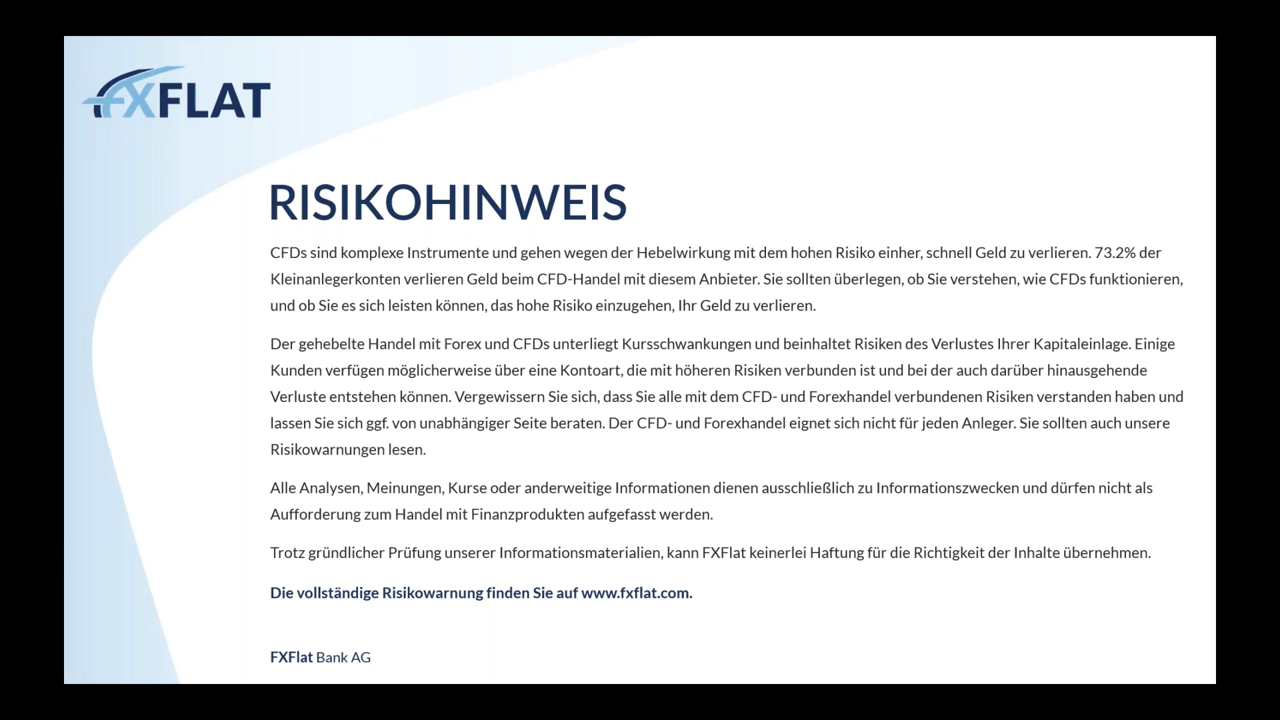 FXFLAT
RISIKOHINWEIS
CFDs sind komplexe Instrumente und gehen wegen der Hebelwirkung mit dem hohen Risiko einher, schnell Geld zu verlieren. 73.2% der
Kleinanlegerkonten verlieren Geld beim CFD-Handel mit diesem Anbieter. Sie sollten überlegen, ob Sie verstehen, wie CFDs funktionieren,
und ob Sie es sich leisten können, das hohe Risiko einzugehen, Ihr Geld zu verlieren.
Der gehebelte Handel mit Forex und CFDs unterliegt Kursschwankungen und beinhaltet Risiken des Verlustes Ihrer Kapitaleinlage. Einige
Kunden verfügen möglicherweise über eine Kontoart, die mit höheren Risiken verbunden ist und bei der auch darüber hinausgehende
Verluste entstehen können. Vergewissern Sie sich, dass Sie alle mit dem CFD- und Forexhandel verbundenen Risiken verstanden haben und
lassen Sie sich ggf. von unabhängiger Seite beraten. Der CFD- und Forexhandel eignet sich nicht für jeden Anleger. Sie sollten auch unsere
Risikowarnungen lesen.
Alle Analysen, Meinungen, Kurse oder anderweitige Informationen dienen ausschließlich zu Informationszwecken und dürfen nicht als
Aufforderung zum Handel mit Finanzprodukten aufgefasst werden.
Trotz gründlicher Prüfung unserer Informationsmaterialien, kann FXFlat keinerlei Haftung für die Richtigkeit der Inhalte übernehmen.
Die vollständige Risikowarnung finden Sie auf www.fxflat.com.
FXFlat Bank AG